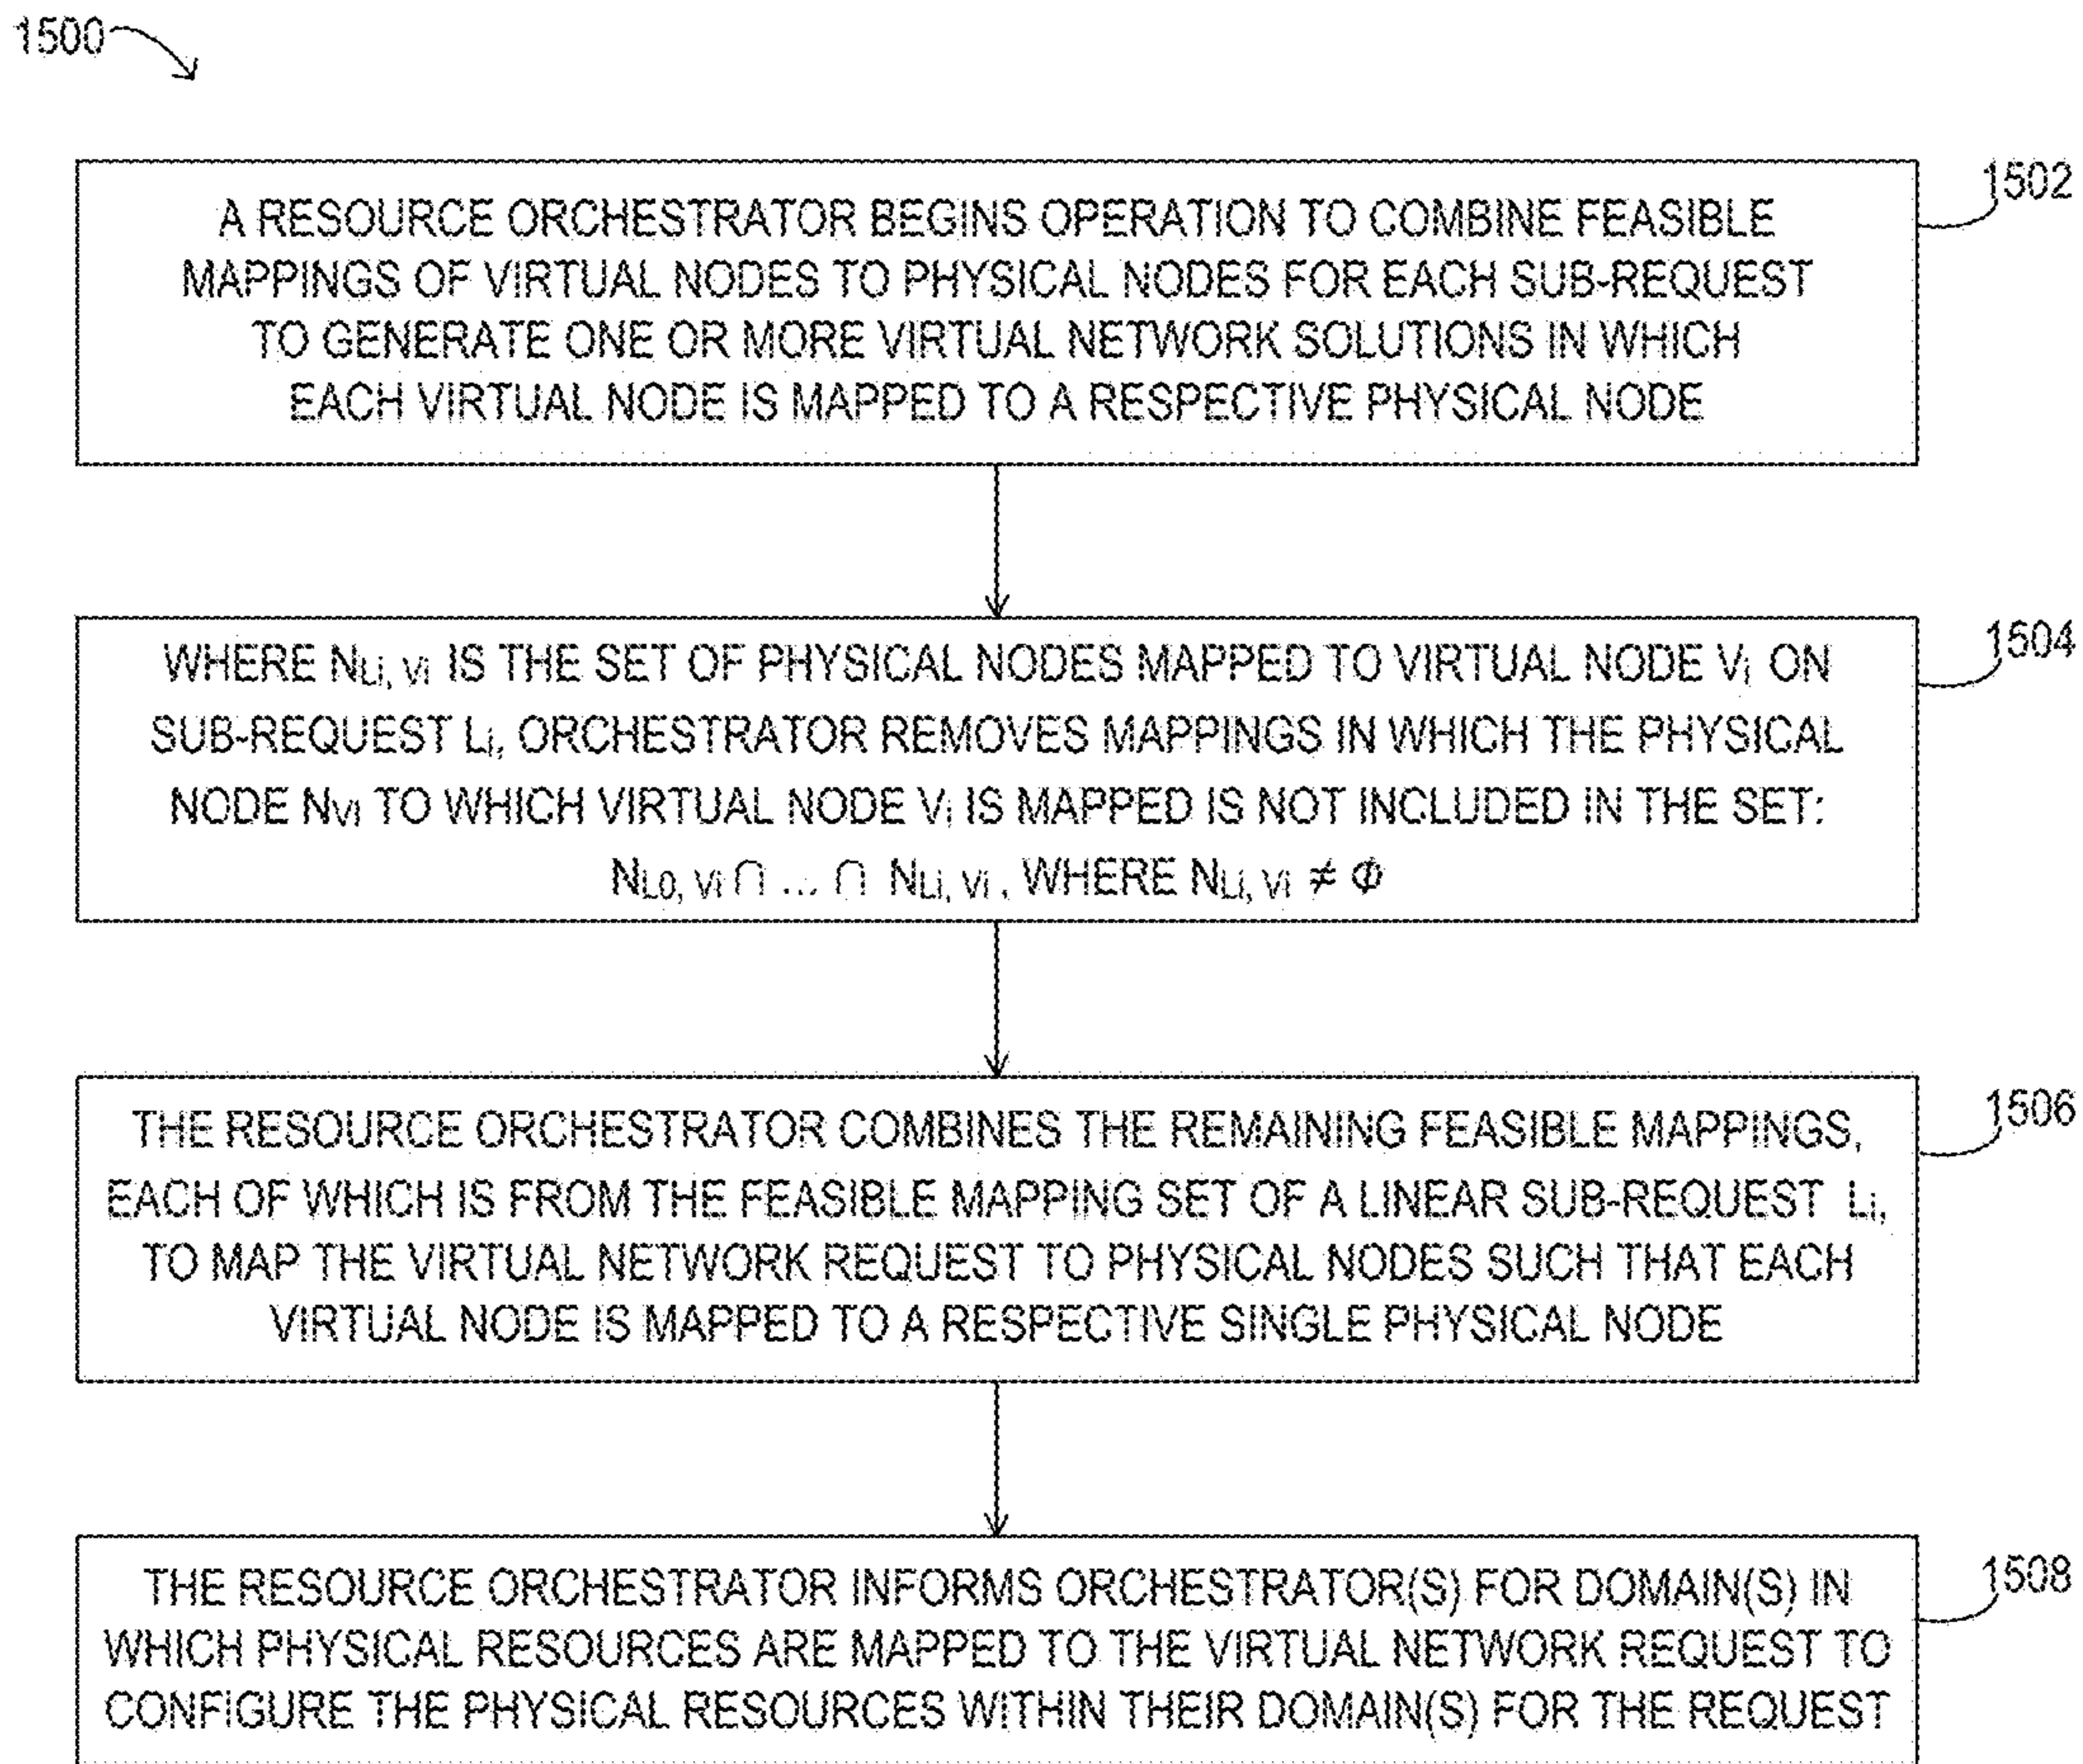 1500
1502
A RESOURCE ORCHESTRATOR BEGINS OPERATION TO COMBINE FEASIBLE
MAPPINGS OF VIRTUAL NODES TO PHYSICAL NODES FOR EACH SUB-REQUEST
TO GENERATE ONE OR MORE VIRTUAL NETWORK SOLUTIONS IN WHICH
EACH VIRTUAL NODE IS MAPPED TO A RESPECTIVE PHYSICAL NODE
1504
WHERE NLi, Vi IS THE SET OF PHYSICAL NODES MAPPED TO VIRTUAL NODE Vi ON
SUB-REQUEST Li, ORCHESTRATOR REMOVES MAPPINGS IN WHICH THE PHYSICAL
NODE NVi TO WHICH VIRTUAL NODE Vi IS MAPPED IS NOT INCLUDED IN THE SET:
NL0, Vi ∩ ... ∩ NLi, Vi , WHERE NLi, Vi ≠ Φ
1506
THE RESOURCE ORCHESTRATOR COMBINES THE REMAINING FEASIBLE MAPPINGS,
EACH OF WHICH IS FROM THE FEASIBLE MAPPING SET OF A LINEAR SUB-REQUEST Li,
TO MAP THE VIRTUAL NETWORK REQUEST TO PHYSICAL NODES SUCH THAT EACH
VIRTUAL NODE IS MAPPED TO A RESPECTIVE SINGLE PHYSICAL NODE
1508
THE RESOURCE ORCHESTRATOR INFORMS ORCHESTRATOR(S) FOR DOMAIN(S) IN
WHICH PHYSICAL RESOURCES ARE MAPPED TO THE VIRTUAL NETWORK REQUEST TO
CONFIGURE THE PHYSICAL RESOURCES WITHIN THEIR DOMAIN(S) FOR THE REQUEST